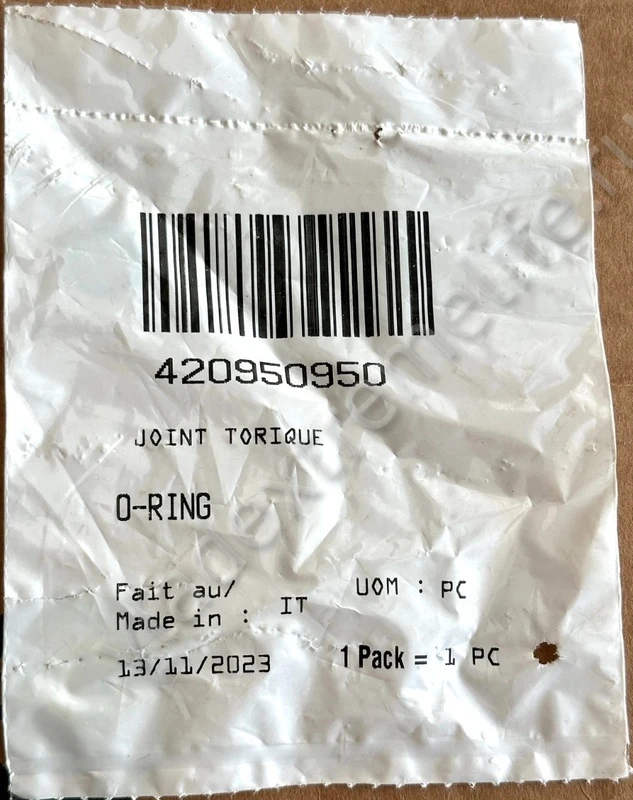 420950950
JOINT TORIQUE
O-RING
Fait au/
Made in : IT
UOM : PC
13/11/2023
1 Pack = 1 PC